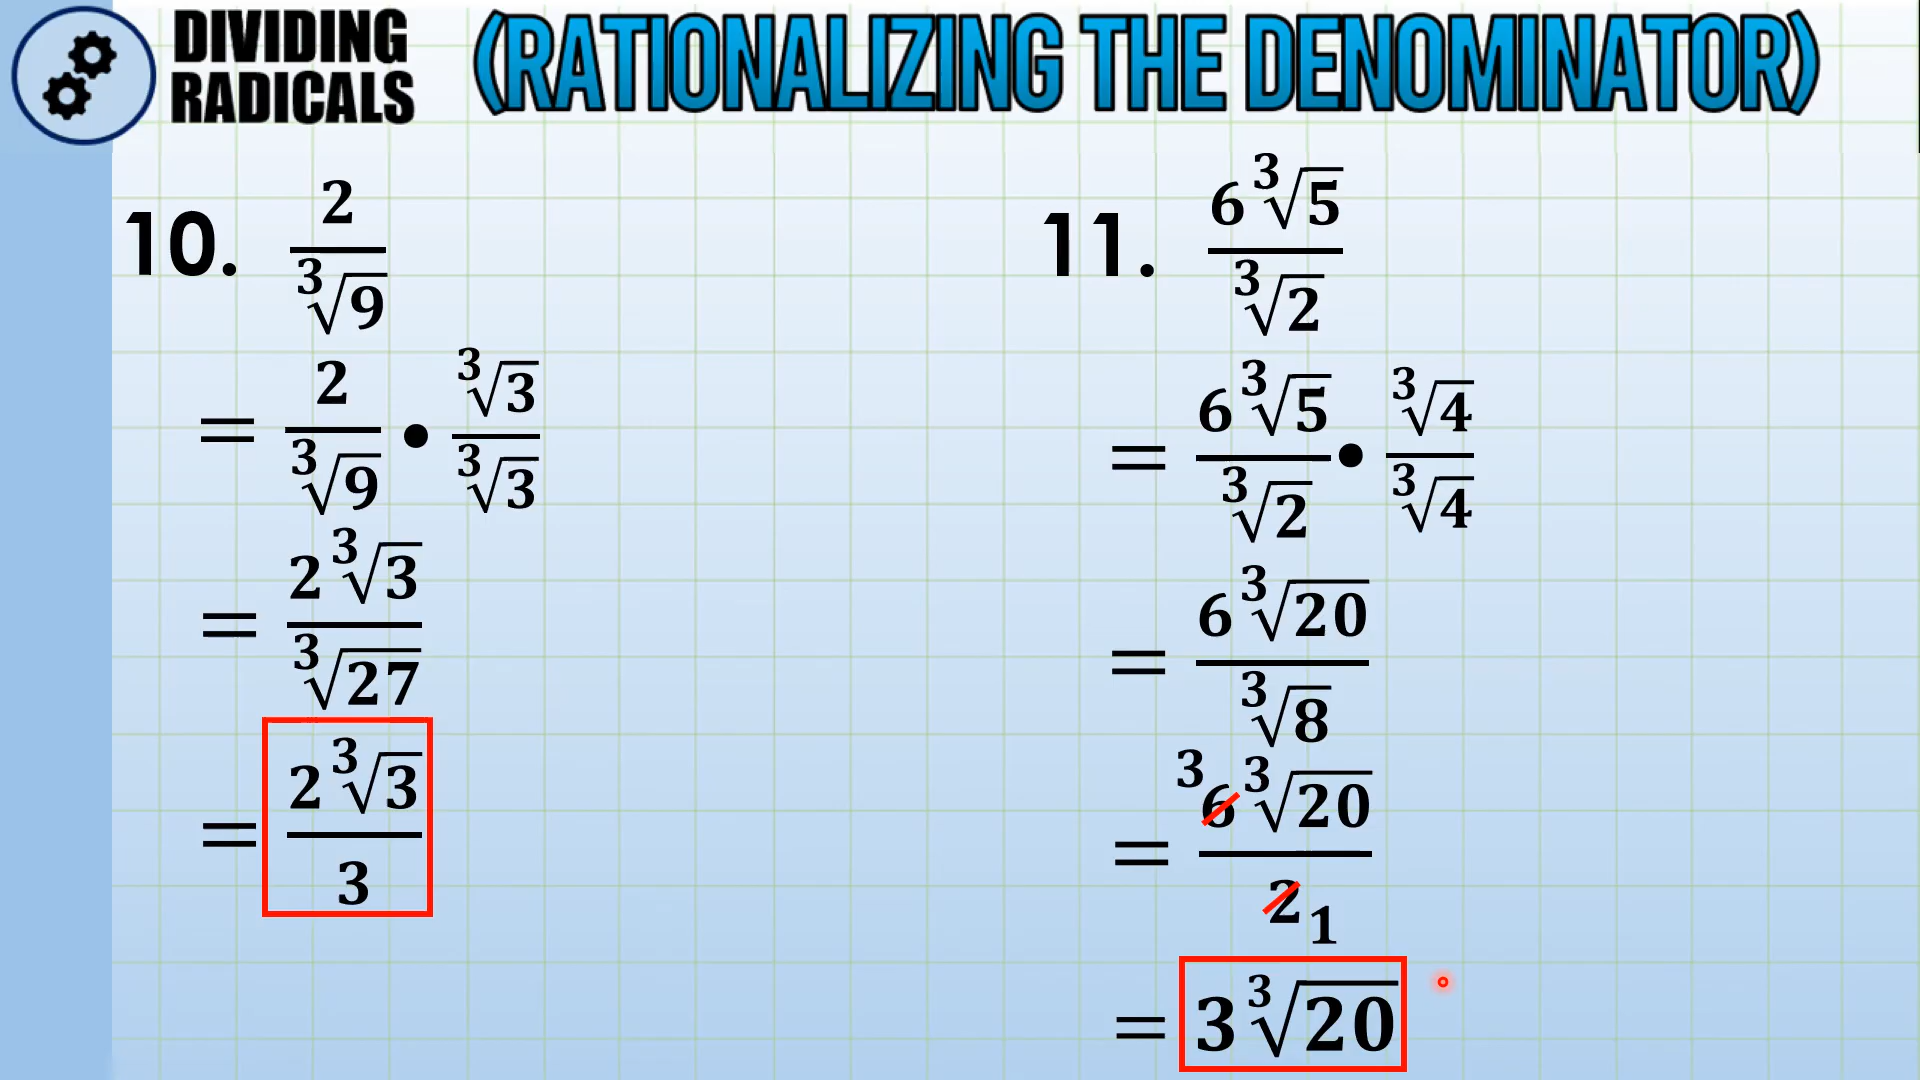 DIVIDING
RADICALS
(RATIONALIZING THE DENOMINATOR)
10. 2/∛9
= 2/∛9 • ∛3/∛3
= 2∛3/∛27
= 2∛3/3
11. 6∛5/∛2
= 6∛5/∛2 • ∛4/∛4
= 6∛20/∛8
= 3 6∛20/2 1
= 3∛20